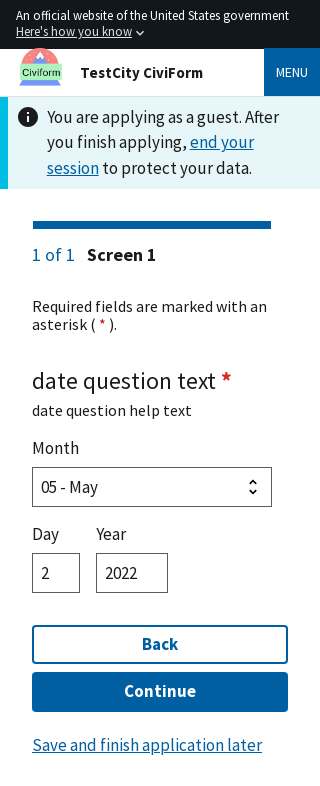 An official website of the United States government
Here's how you know
Civiform
TestCity CiviForm
MENU
You are applying as a guest. After
you finish applying, end your
session to protect your data.
1 of 1 Screen 1
Required fields are marked with an
asterisk ( * ).
date question text *
date question help text
Month
05 - May
Day Year
2 2022
Back
Continue
Save and finish application later